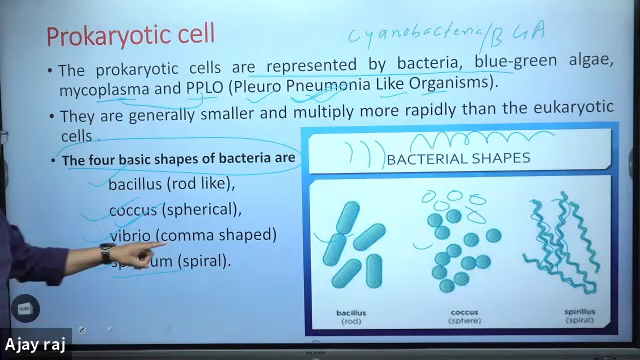 Prokaryotic cell
cyanobacteria/BGA
• The prokaryotic cells are represented by bacteria, blue-green algae,
mycoplasma and PPLO (Pleuro Pneumonia Like Organisms).
• They are generally smaller and multiply more rapidly than the eukaryotic
cells .
• The four basic shapes of bacteria are
bacillus (rod like),
coccus (spherical),
vibrio (comma shaped)
(spiral).
BACTERIAL SHAPES
bacillus
(rod)
coccus
(sphere)
spirillus
(spiral)
Ajay raj